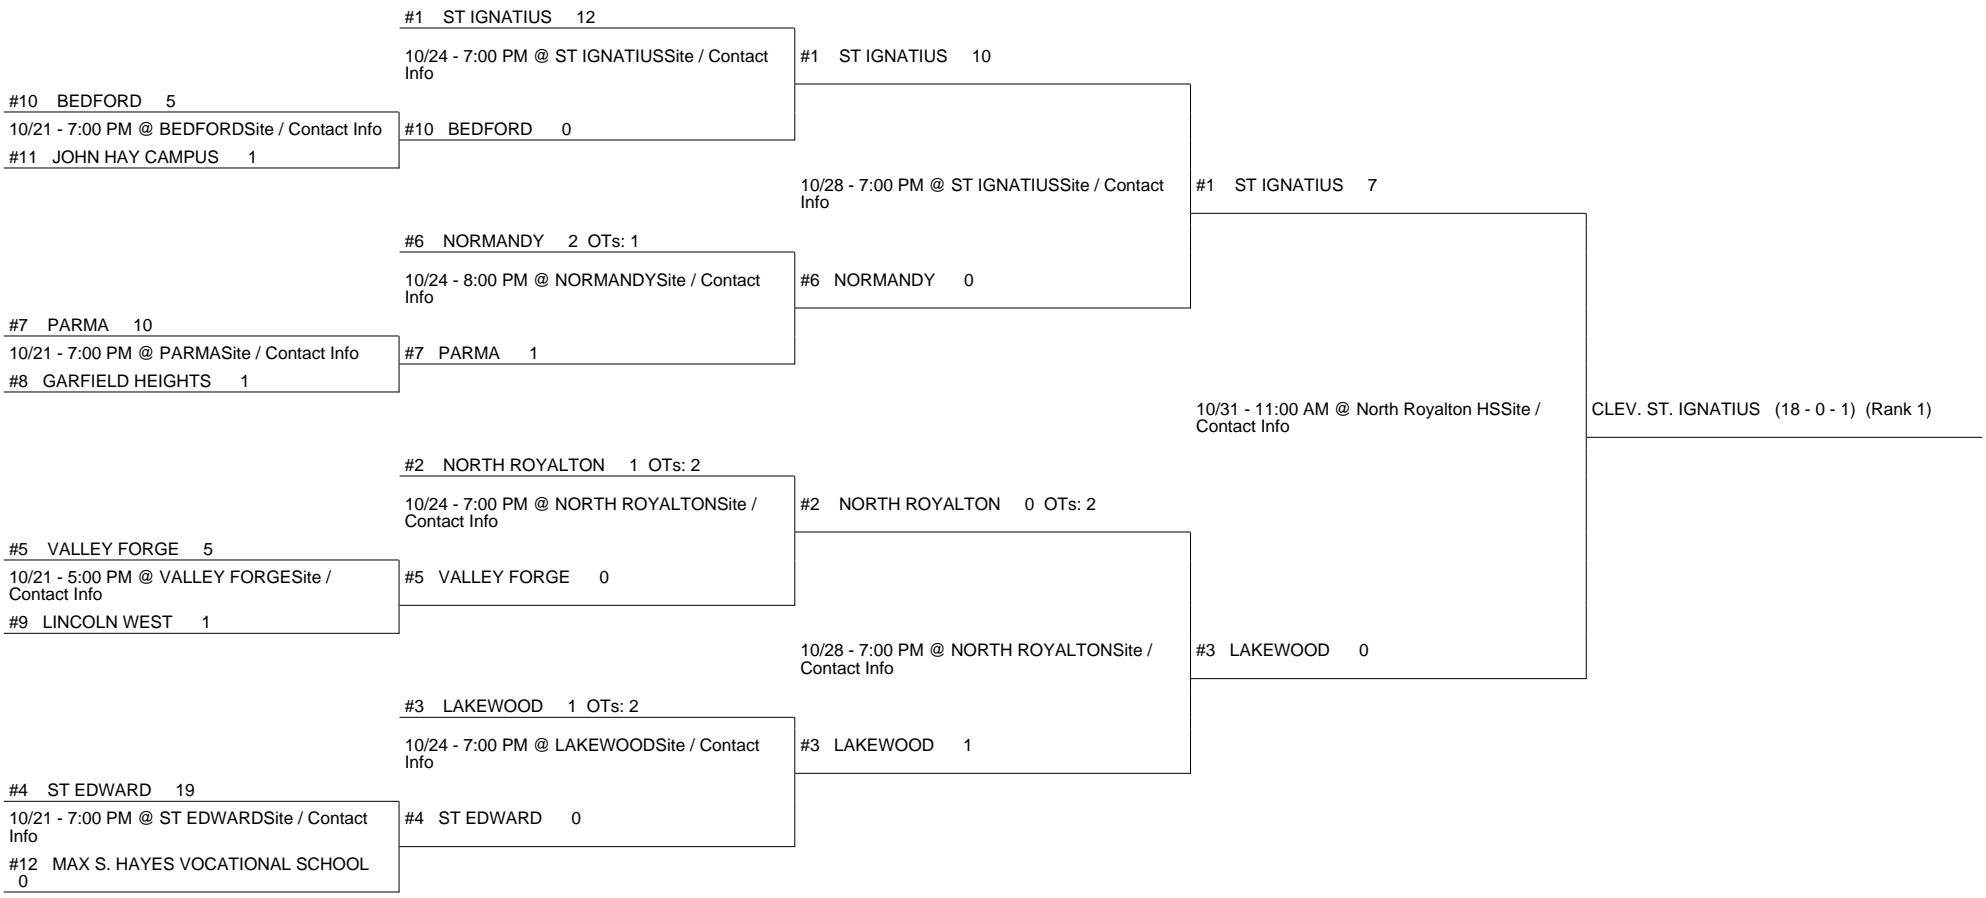 #1 ST IGNATIUS 12
10/24 - 7:00 PM @ ST IGNATIUSSite / Contact
Info
#1 ST IGNATIUS 10
#10 BEDFORD 5
10/21 - 7:00 PM @ BEDFORDSite / Contact Info
#10 BEDFORD 0
#11 JOHN HAY CAMPUS 1
10/28 - 7:00 PM @ ST IGNATIUSSite / Contact
Info
#1 ST IGNATIUS 7
#6 NORMANDY 2 OTs: 1
10/24 - 8:00 PM @ NORMANDYSite / Contact
Info
#6 NORMANDY 0
#7 PARMA 10
10/21 - 7:00 PM @ PARMASite / Contact Info
#7 PARMA 1
#8 GARFIELD HEIGHTS 1
10/31 - 11:00 AM @ North Royalton HSSite /
Contact Info
CLEV. ST. IGNATIUS (18 - 0 - 1) (Rank 1)
#2 NORTH ROYALTON 1 OTs: 2
10/24 - 7:00 PM @ NORTH ROYALTONSite /
Contact Info
#2 NORTH ROYALTON 0 OTs: 2
#5 VALLEY FORGE 5
10/21 - 5:00 PM @ VALLEY FORGESite /
Contact Info
#5 VALLEY FORGE 0
#9 LINCOLN WEST 1
10/28 - 7:00 PM @ NORTH ROYALTONSite /
Contact Info
#3 LAKEWOOD 0
#3 LAKEWOOD 1 OTs: 2
10/24 - 7:00 PM @ LAKEWOODSite / Contact
Info
#3 LAKEWOOD 1
#4 ST EDWARD 19
10/21 - 7:00 PM @ ST EDWARDSite / Contact
Info
#4 ST EDWARD 0
#12 MAX S. HAYES VOCATIONAL SCHOOL
0